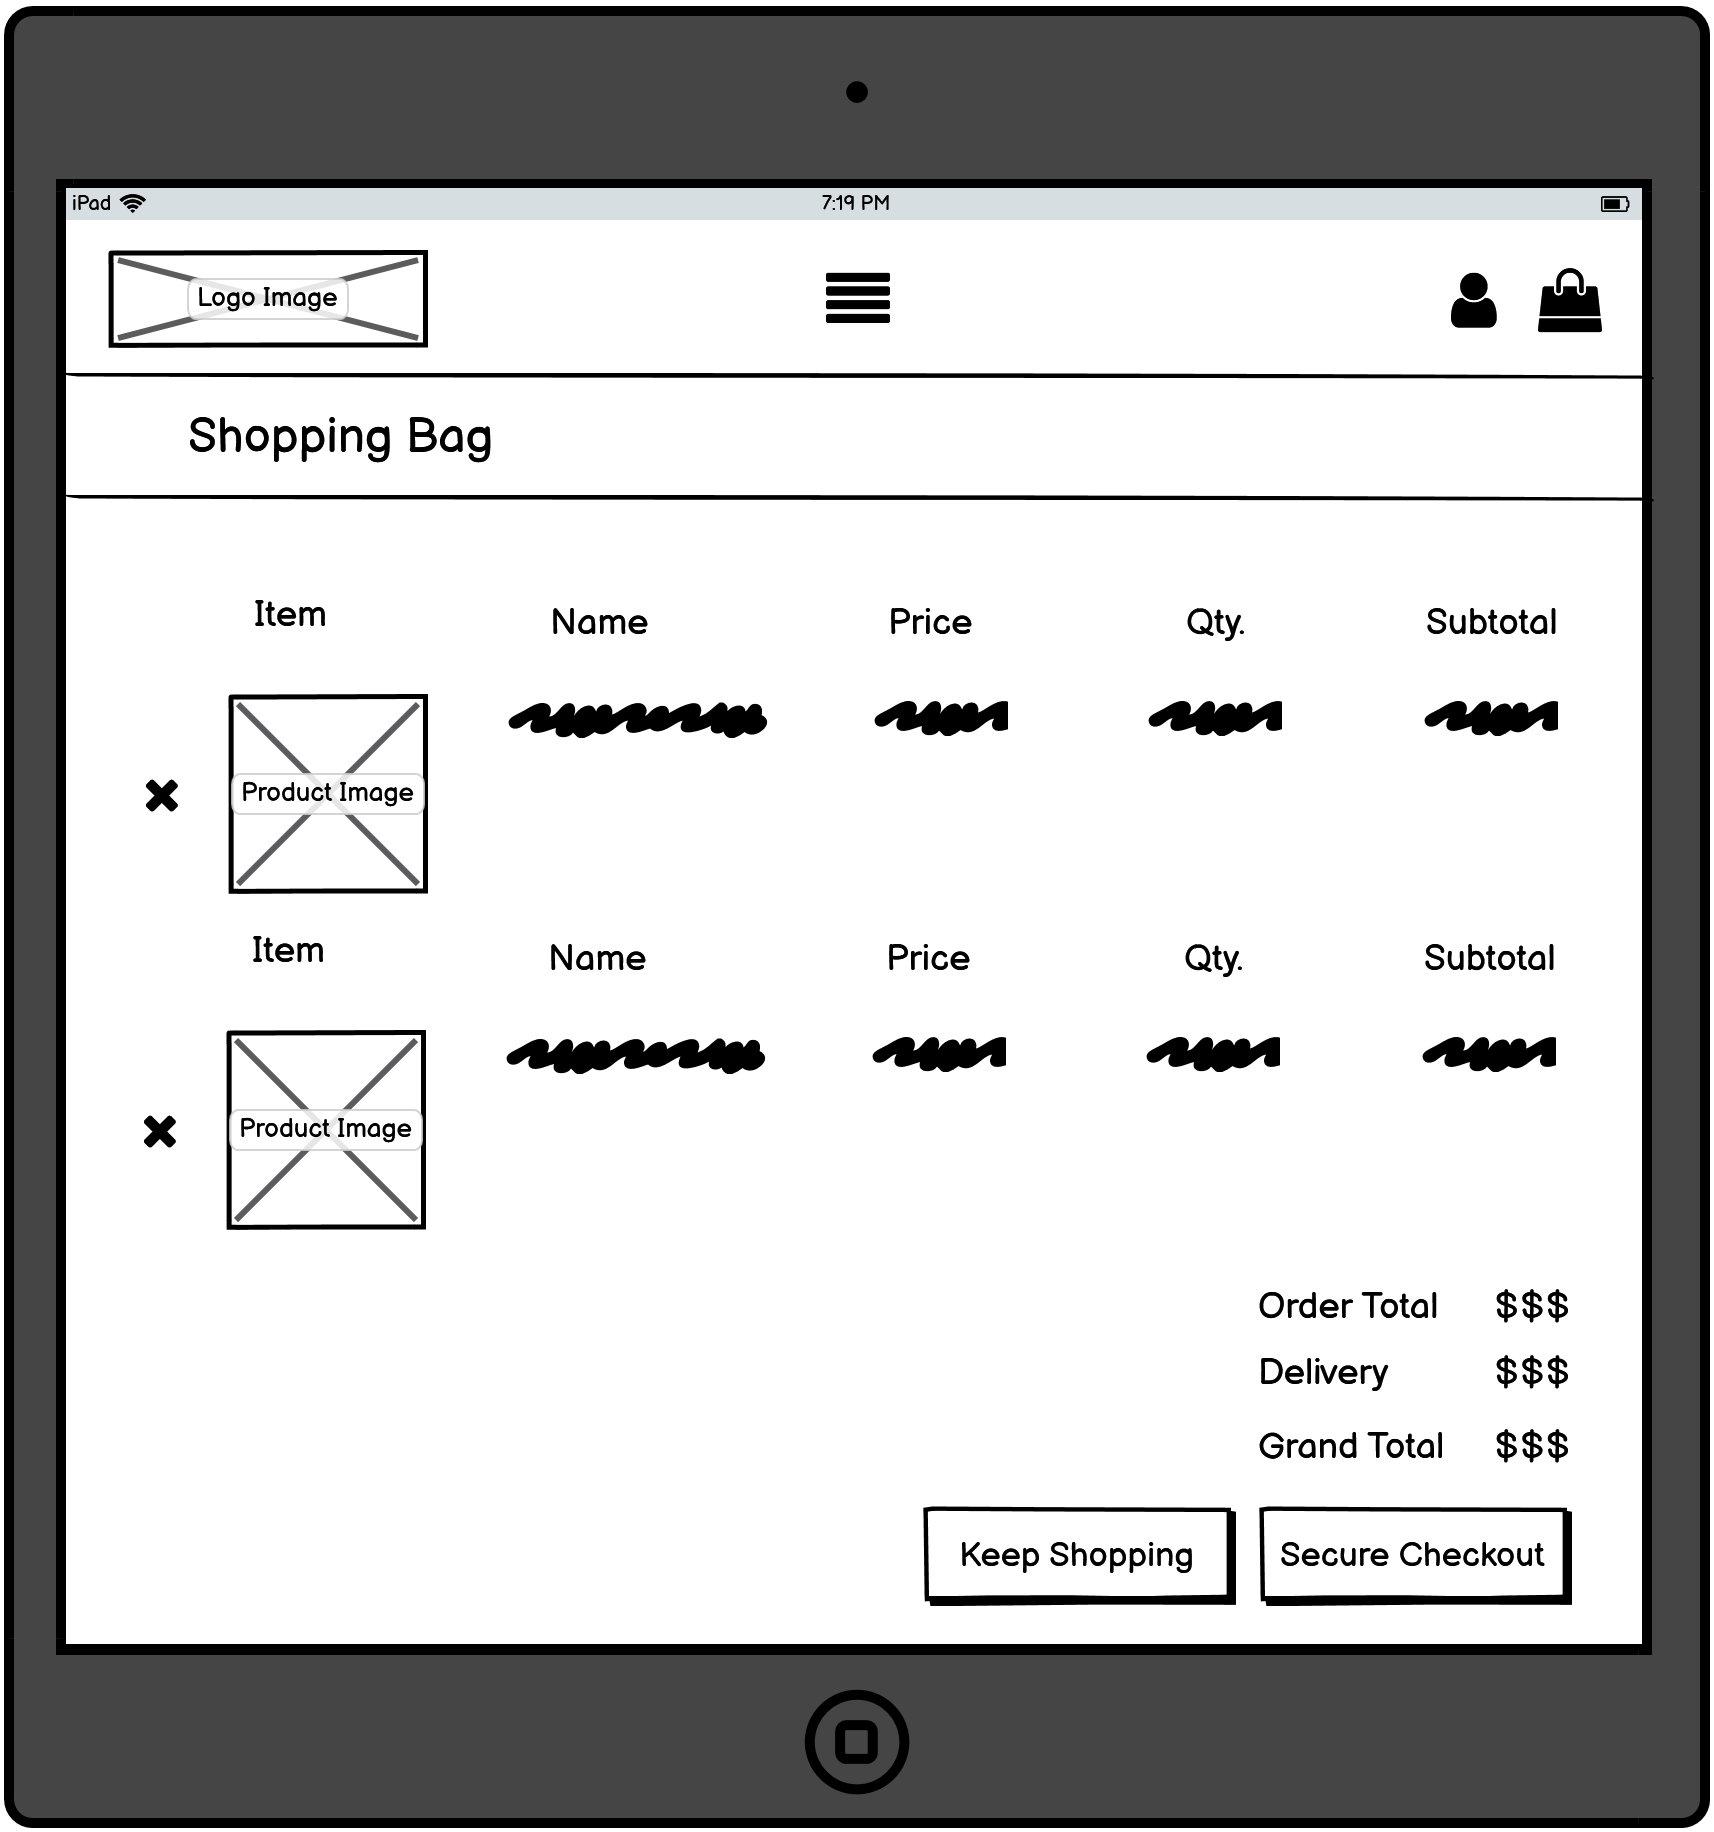 iPad 7:19 PM
Logo Image
Shopping Bag
Item Name Price Qty. Subtotal
Product Image
Item Name Price Qty. Subtotal
Product Image
Order Total $$$
Delivery $$$
Grand Total $$$
Keep Shopping Secure Checkout